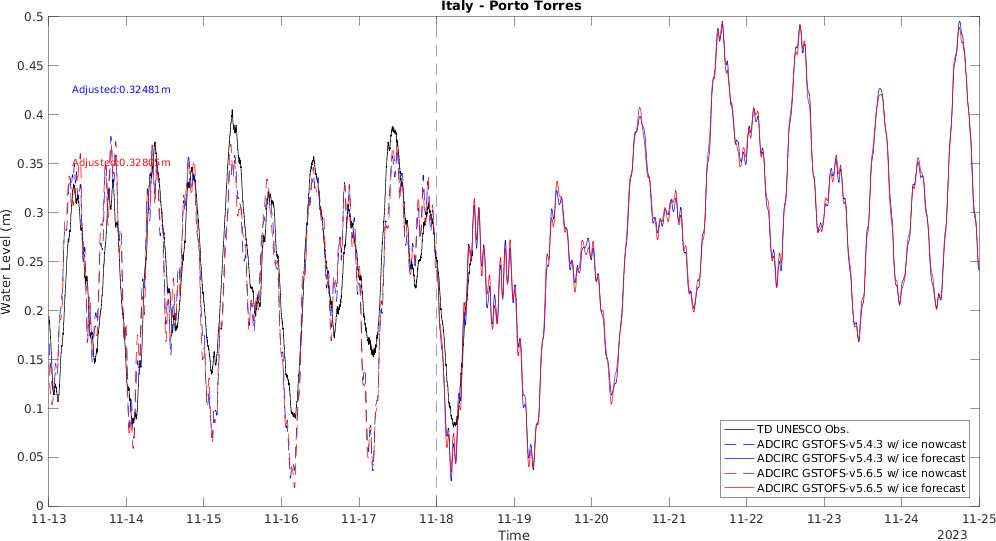 Italy - Porto Torres
0.5
0.45
0.4
0.35
0.3
0.25
0.2
0.15
0.1
0.05
0
Water Level (m)
Adjusted:0.32481m
Adjusted:0.32805m
TD UNESCO Obs.
ADCIRC GSTOFS-v5.4.3 w/ ice nowcast
ADCIRC GSTOFS-v5.4.3 w/ ice forecast
ADCIRC GSTOFS-v5.6.5 w/ ice nowcast
ADCIRC GSTOFS-v5.6.5 w/ ice forecast
11-13 11-14 11-15 11-16 11-17 11-18 11-19 11-20 11-21 11-22 11-23 11-24 11-25
Time
2023